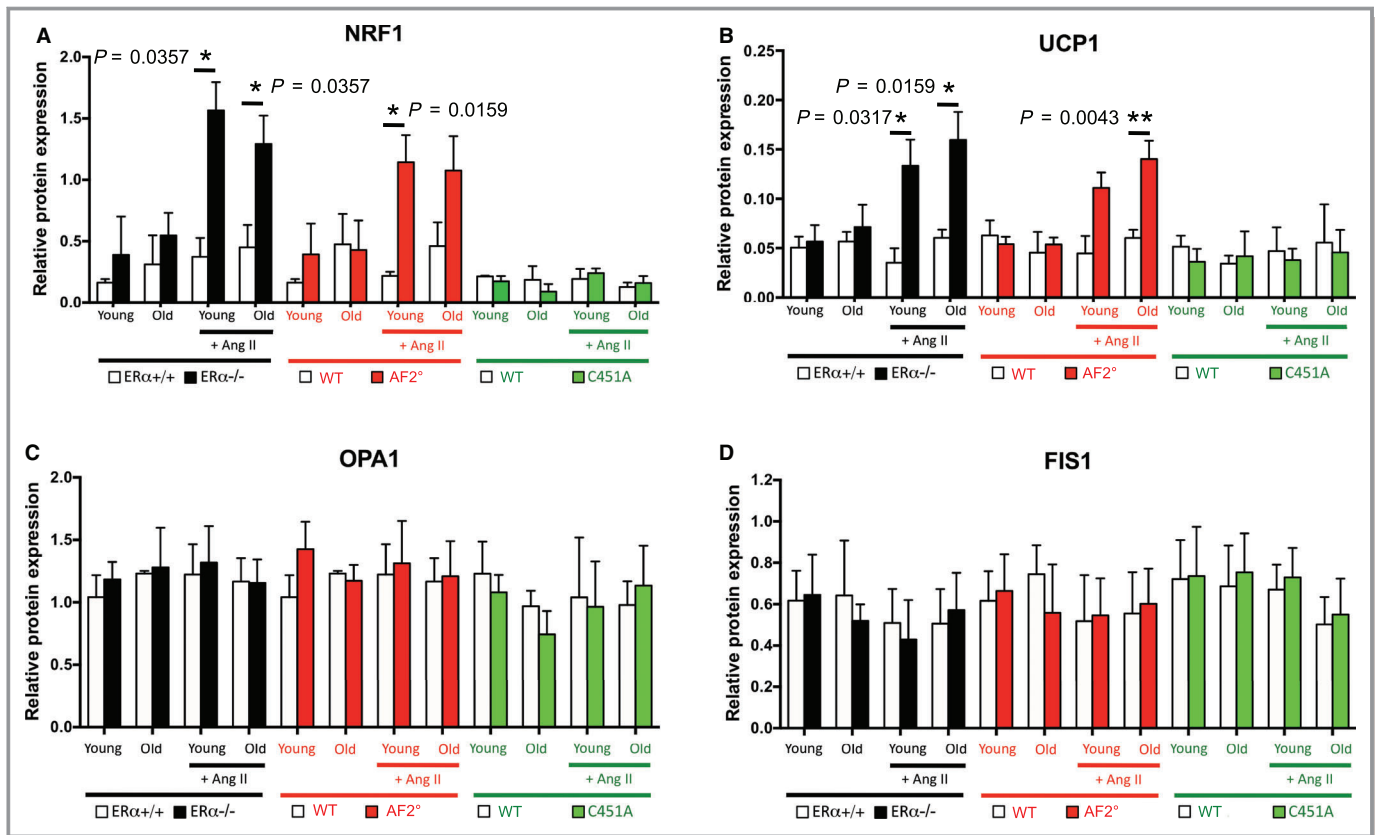 A
NRF1
Relative protein expression
2.0
1.5
1.0
0.5
0.0
P = 0.0357 *
* P = 0.0357
* P = 0.0159
Young Old Young Old Young Old Young Old Young Old Young Old
+ Ang II + Ang II + Ang II
ERα+/+ ERα-/- WT AF2° WT C451A
B
UCP1
Relative protein expression
0.25
0.20
0.15
0.10
0.05
0.00
P = 0.0159 *
P = 0.0317 *
P = 0.0043 **
Young Old Young Old Young Old Young Old Young Old Young Old
+ Ang II + Ang II + Ang II
ERα+/+ ERα-/- WT AF2° WT C451A
C
OPA1
Relative protein expression
2.0
1.5
1.0
0.5
0.0
Young Old Young Old Young Old Young Old Young Old Young Old
+ Ang II + Ang II + Ang II
ERα+/+ ERα-/- WT AF2° WT C451A
D
FIS1
Relative protein expression
1.2
1.0
0.8
0.6
0.4
0.2
0.0
Young Old Young Old Young Old Young Old Young Old Young Old
+ Ang II + Ang II + Ang II
ERα+/+ ERα-/- WT AF2° WT C451A